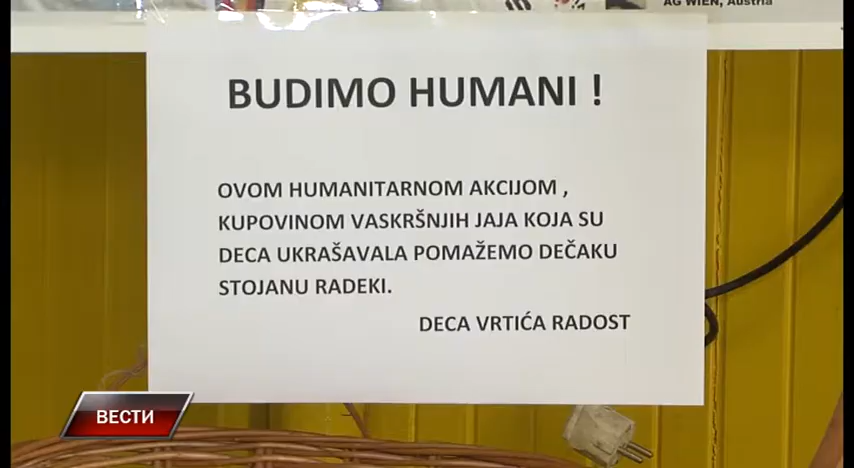 AG WIEN, Austria
BUDIMO HUMANI !
OVOM HUMANITARNOM AKCIJOM ,
KUPOVINOM VASKRŠNJIH JAJA KOJA SU
DECA UKRAŠAVALA POMAŽEMO DEČAKU
STOJANU RADEKI.
DECA VRTIĆA RADOST
ВЕСТИ